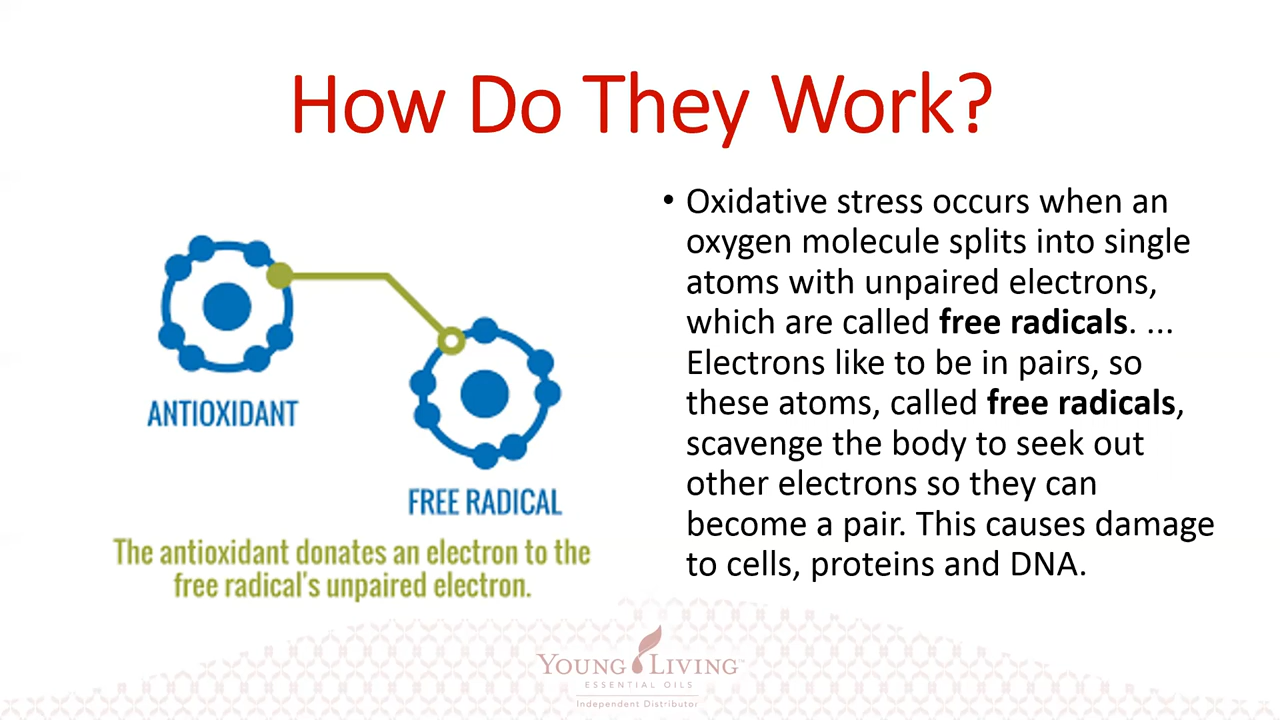 How Do They Work?
ANTIOXIDANT
FREE RADICAL
The antioxidant donates an electron to the
free radical's unpaired electron.
• Oxidative stress occurs when an
oxygen molecule splits into single
atoms with unpaired electrons,
which are called free radicals. ...
Electrons like to be in pairs, so
these atoms, called free radicals,
scavenge the body to seek out
other electrons so they can
become a pair. This causes damage
to cells, proteins and DNA.
YOUNG LIVING™
ESSENTIAL OILS
Independent Distributor